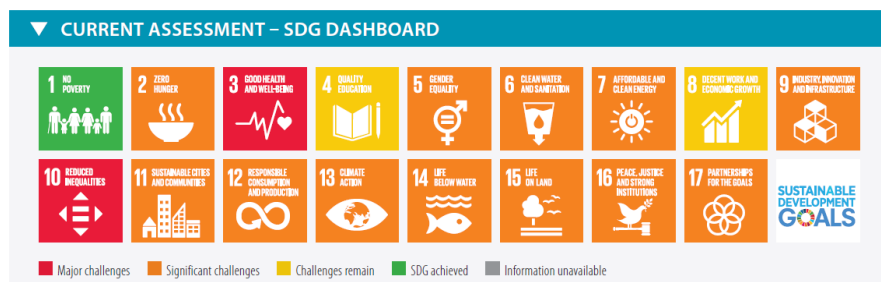 ▼ CURRENT ASSESSMENT – SDG DASHBOARD
1 NO
POVERTY
2 ZERO
HUNGER
3 GOOD HEALTH
AND WELL-BEING
4 QUALITY
EDUCATION
5 GENDER
EQUALITY
6 CLEAN WATER
AND SANITATION
7 AFFORDABLE AND
CLEAN ENERGY
8 DECENT WORK AND
ECONOMIC GROWTH
9 INDUSTRY, INNOVATION
AND INFRASTRUCTURE
10 REDUCED
INEQUALITIES
11 SUSTAINABLE CITIES
AND COMMUNITIES
12 RESPONSIBLE
CONSUMPTION
AND PRODUCTION
13 CLIMATE
ACTION
14 LIFE
BELOW WATER
15 LIFE
ON LAND
16 PEACE, JUSTICE
AND STRONG
INSTITUTIONS
17 PARTNERSHIPS
FOR THE GOALS
SUSTAINABLE
DEVELOPMENT
GOALS
Major challenges
Significant challenges
Challenges remain
SDG achieved
Information unavailable